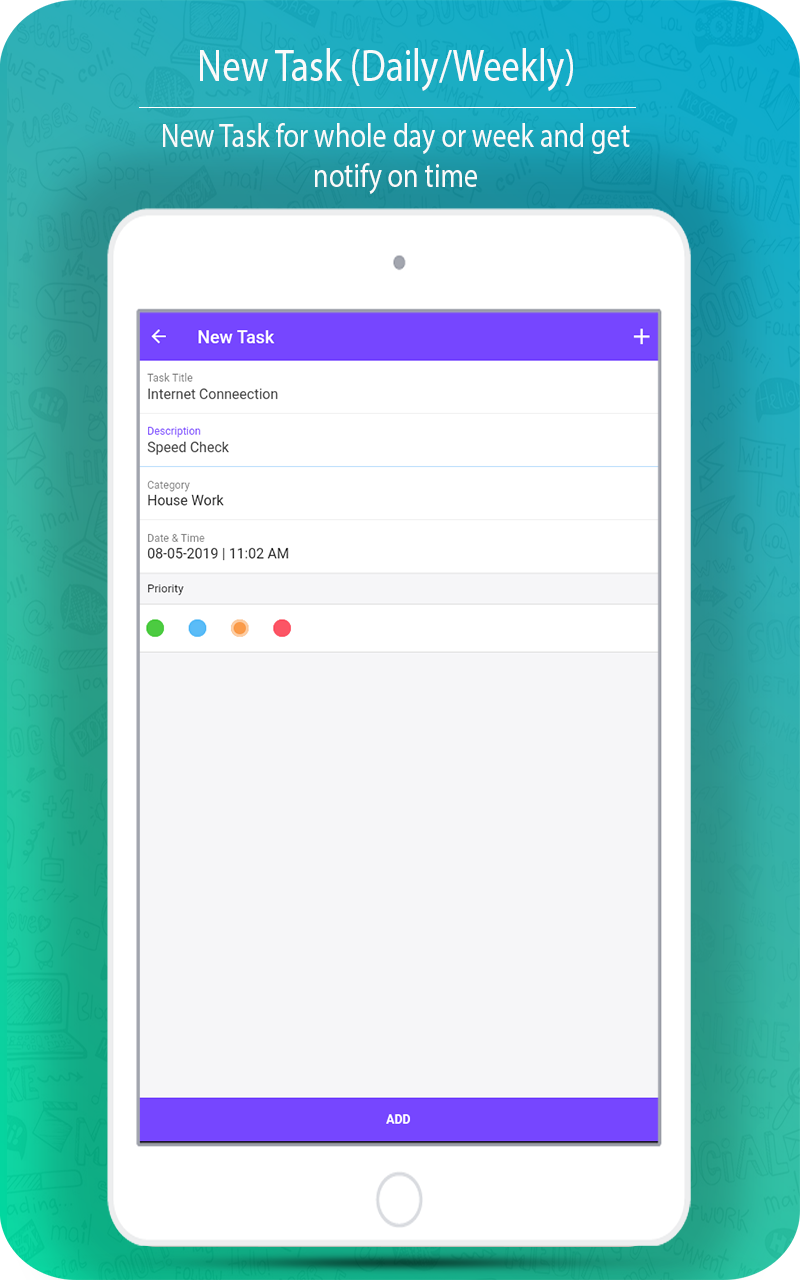 New Task (Daily/Weekly)
New Task for whole day or week and get
notify on time
New Task
Task Title
Internet Conneection
Description
Speed Check
Category
House Work
Date & Time
08-05-2019 | 11:02 AM
Priority
ADD